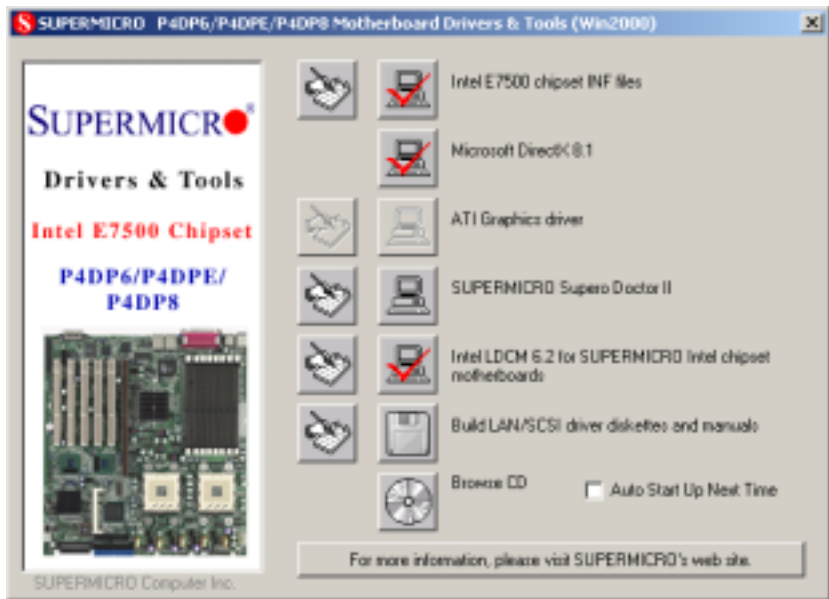 SUPERMICRO P4DP6/P4DPE/P4DP8 Motherboard Drivers & Tools (Win2000)
SUPERMICRO®
Drivers & Tools
Intel E7500 Chipset
P4DP6/P4DPE/
P4DP8
SUPERMICRO Computer Inc.
Intel E7500 chipset INF files
Microsoft DirectX 8.1
ATI Graphics driver
SUPERMICRO Supero Doctor II
Intel LDCM 6.2 for SUPERMICRO Intel chipset
motherboards
Build LAN/SCSI driver diskettes and manuals
Browse CD
Auto Start Up Next Time
For more information, please visit SUPERMICRO's web site.